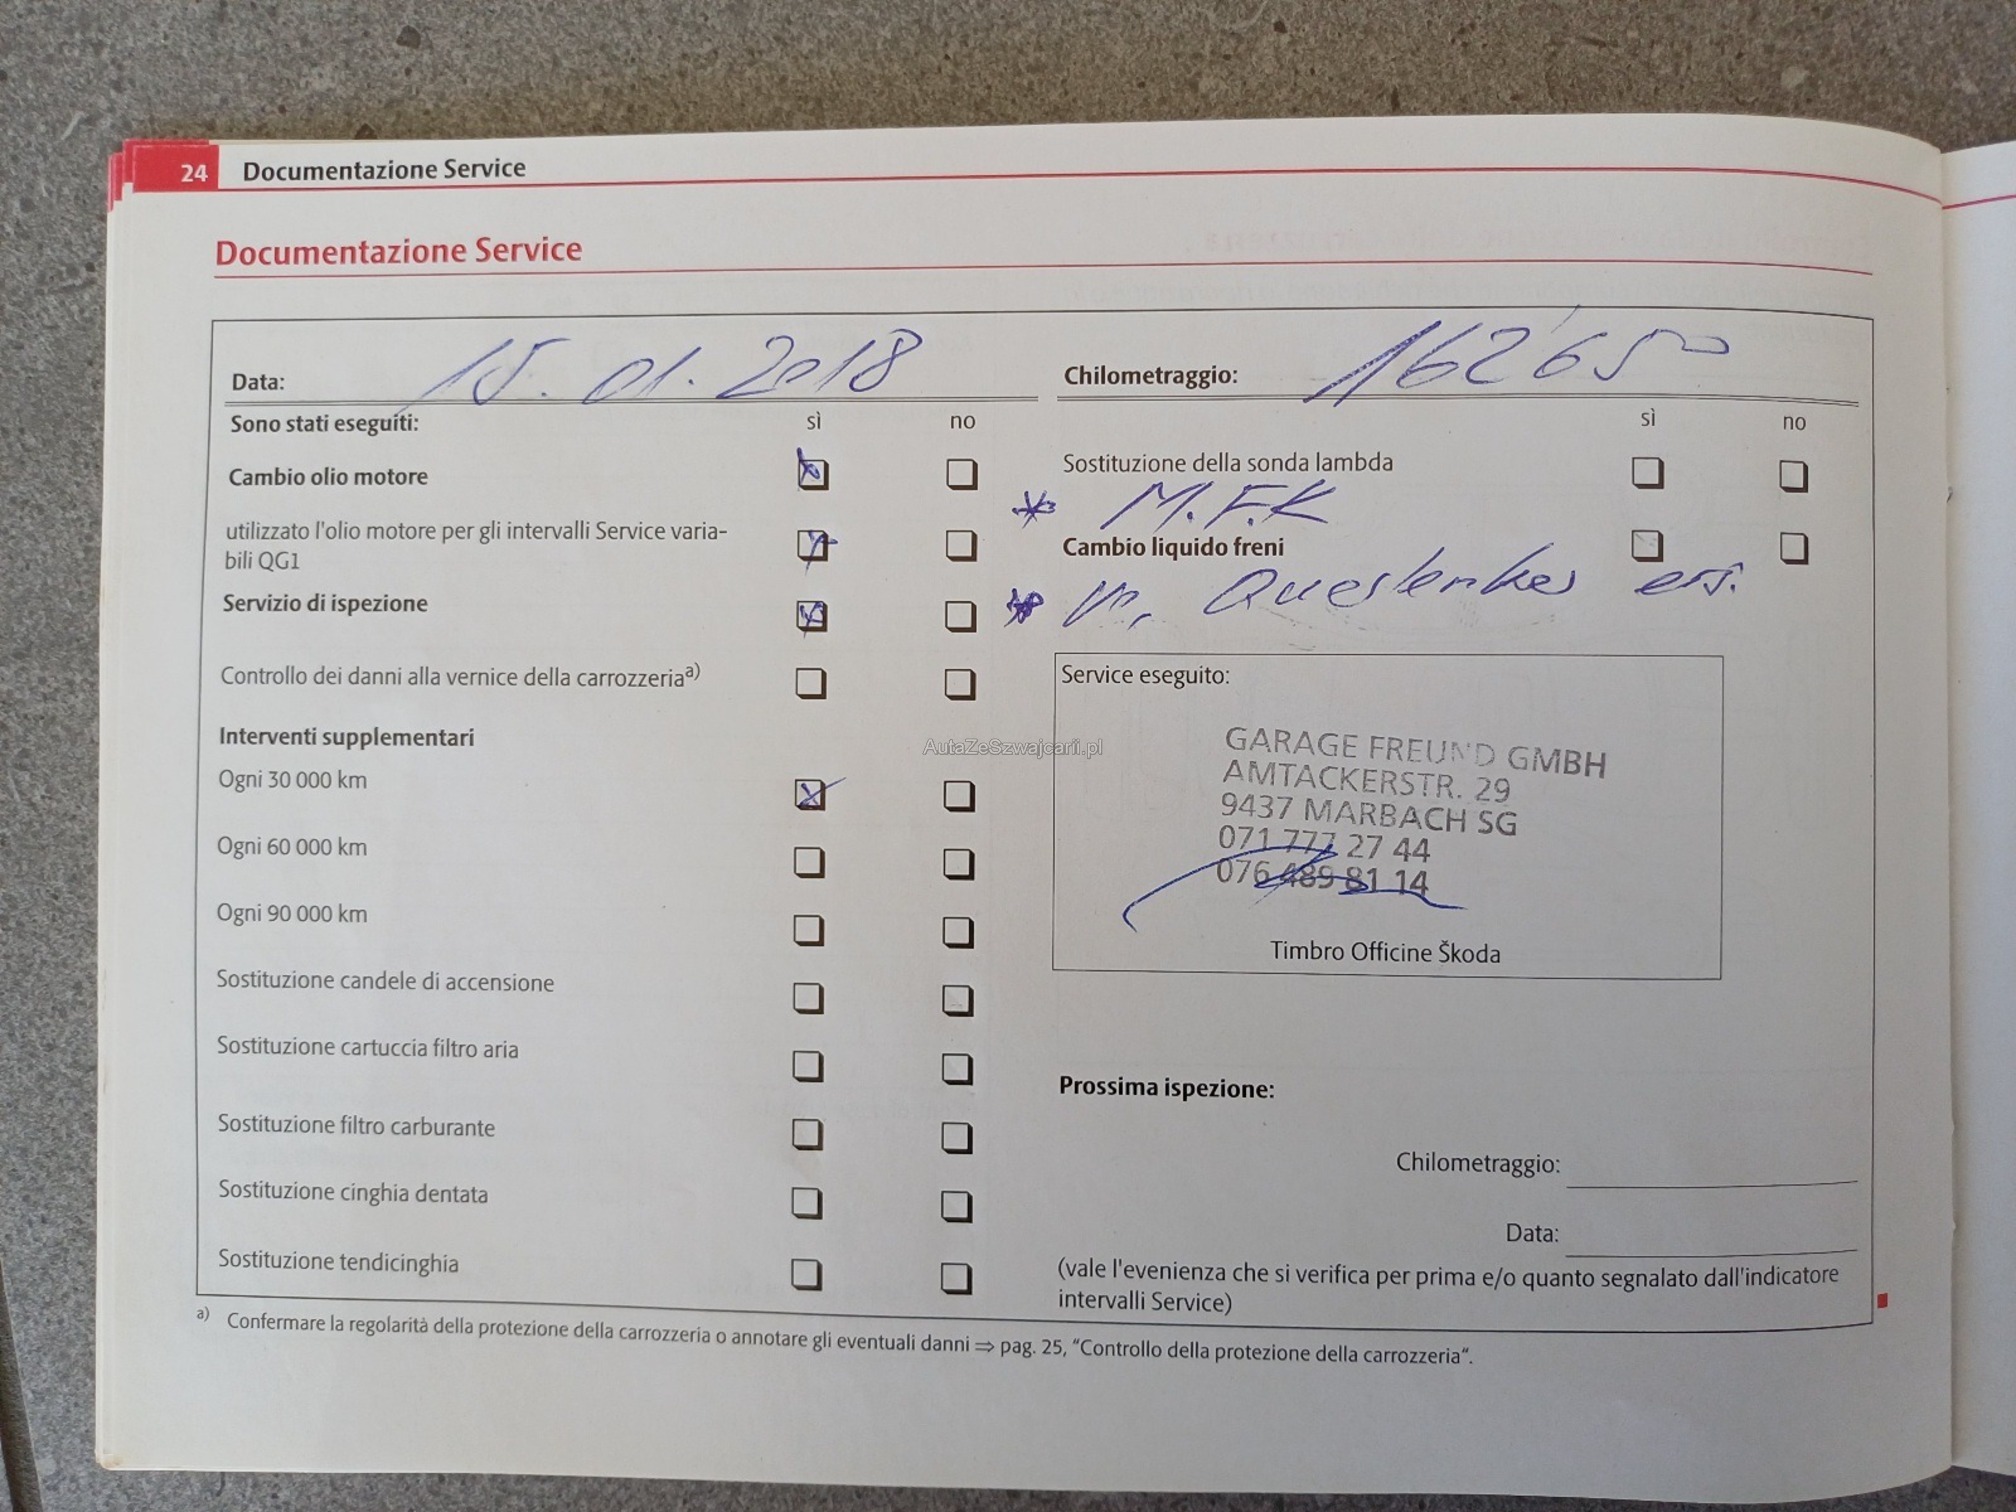 24 Documentazione Service
Documentazione Service
Data: 15.01.2018
Chilometraggio: 162'650
Sono stati eseguiti: sì no
Cambio olio motore
utilizzato l'olio motore per gli intervalli Service varia-
bili QG1
Servizio di ispezione
Controllo dei danni alla vernice della carrozzeria a)
Interventi supplementari
Ogni 30 000 km
Ogni 60 000 km
Ogni 90 000 km
Sostituzione candele di accensione
Sostituzione cartuccia filtro aria
Sostituzione filtro carburante
Sostituzione cinghia dentata
Sostituzione tendicinghia
sì no
Sostituzione della sonda lambda
* M.F.K
Cambio liquido freni
* Querlenker ers.
Service eseguito:
GARAGE FREUND GMBH
AMTACKERSTR. 29
9437 MARBACH SG
071 777 27 44
076 489 81 14
Timbro Officine Škoda
Prossima ispezione:
Chilometraggio:
Data:
(vale l'evenienza che si verifica per prima e/o quanto segnalato dall'indicatore
intervalli Service)
a) Confermare la regolarità della protezione della carrozzeria o annotare gli eventuali danni ⇒ pag. 25, "Controllo della protezione della carrozzeria".
AutaZeSzwajcarii.pl